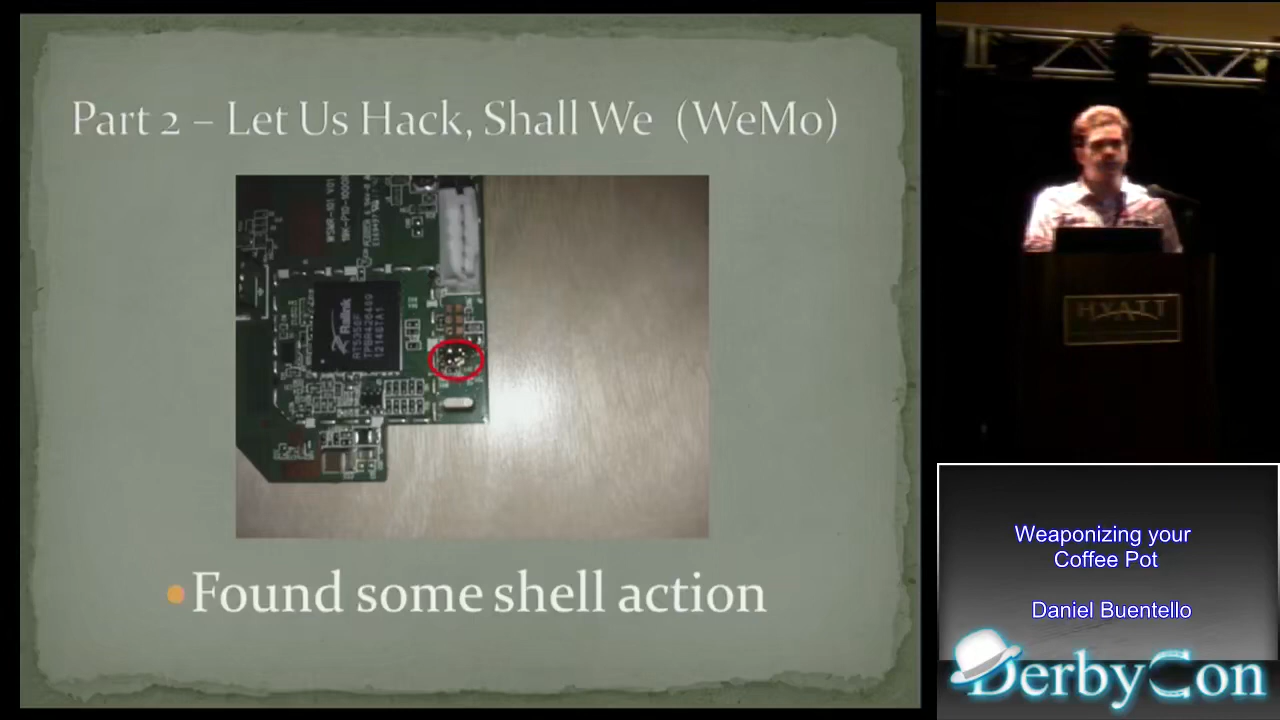 Part 2 – Let Us Hack, Shall We (WeMo)
Ralink
RT5350F
Found some shell action
HYATT
Weaponizing your
Coffee Pot
Daniel Buentello
DerbyCon